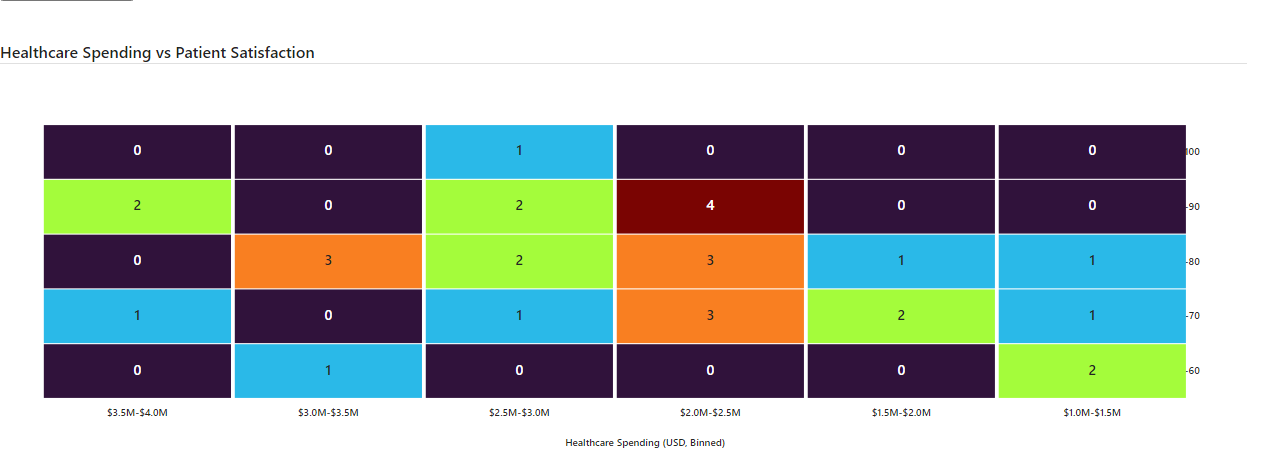 Healthcare Spending vs Patient Satisfaction
0 0 1 0 0 0 100
2 0 2 4 0 0 -90
0 3 2 3 1 1 -80
1 0 1 3 2 1 -70
0 1 0 0 0 2 -60
$3.5M-$4.0M $3.0M-$3.5M $2.5M-$3.0M $2.0M-$2.5M $1.5M-$2.0M $1.0M-$1.5M
Healthcare Spending (USD, Binned)